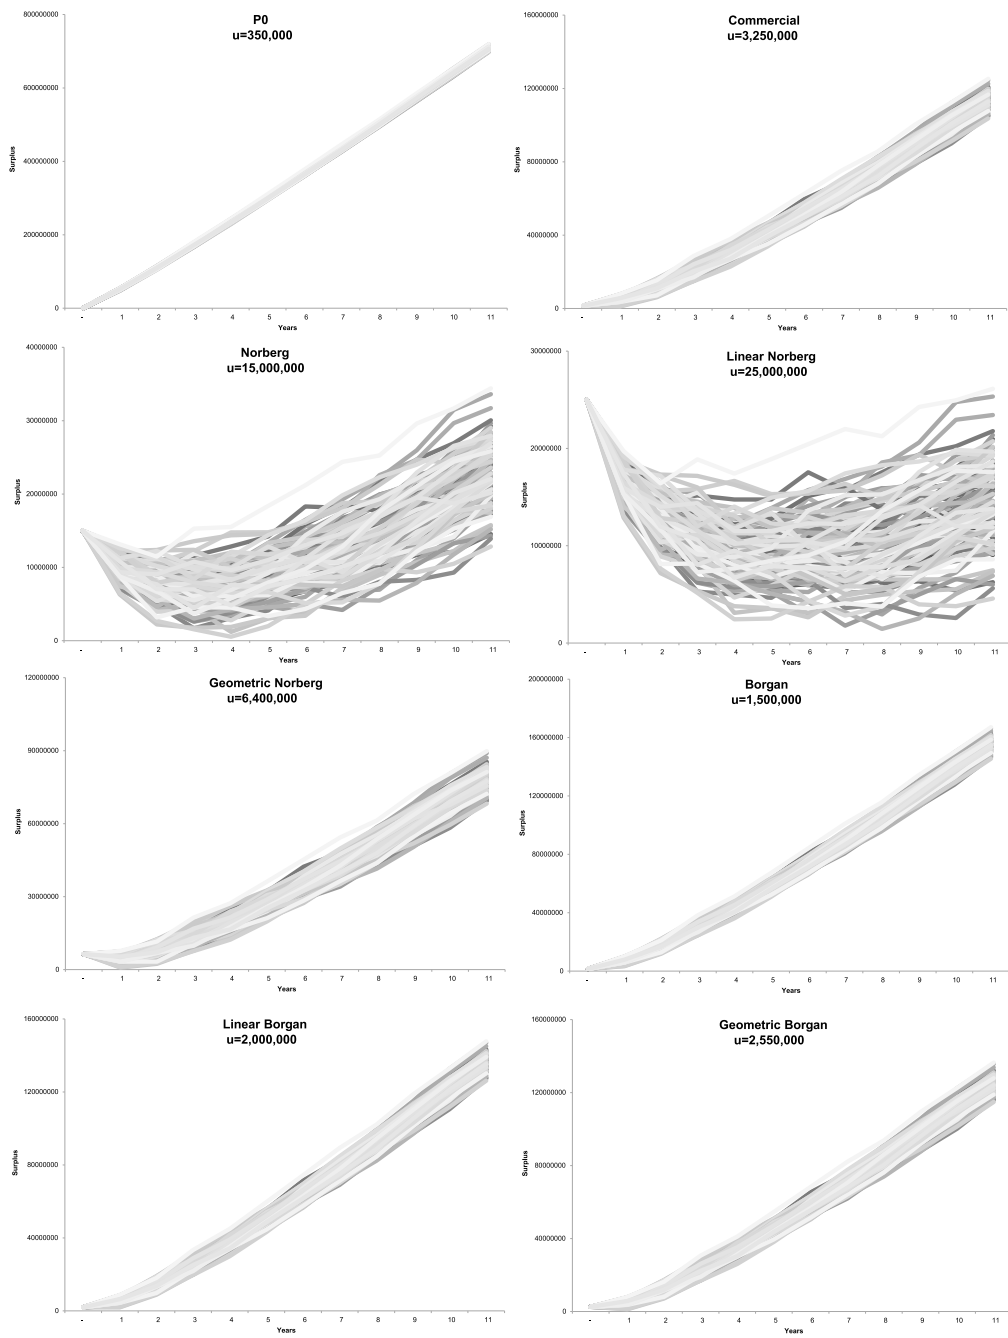 P0
u=350,000
800000000
600000000
400000000
200000000
0
Surplus
- 1 2 3 4 5 6 7 8 9 10 11
Years
Commercial
u=3,250,000
160000000
120000000
80000000
40000000
0
Surplus
- 1 2 3 4 5 6 7 8 9 10 11
Years
Norberg
u=15,000,000
40000000
30000000
20000000
10000000
0
Surplus
- 1 2 3 4 5 6 7 8 9 10 11
Years
Linear Norberg
u=25,000,000
30000000
20000000
10000000
0
Surplus
- 1 2 3 4 5 6 7 8 9 10 11
Years
Geometric Norberg
u=6,400,000
120000000
90000000
60000000
30000000
0
Surplus
- 1 2 3 4 5 6 7 8 9 10 11
Years
Borgan
u=1,500,000
200000000
160000000
120000000
80000000
40000000
0
Surplus
- 1 2 3 4 5 6 7 8 9 10 11
Years
Linear Borgan
u=2,000,000
160000000
120000000
80000000
40000000
0
Surplus
- 1 2 3 4 5 6 7 8 9 10 11
Years
Geometric Borgan
u=2,550,000
160000000
120000000
80000000
40000000
0
Surplus
- 1 2 3 4 5 6 7 8 9 10 11
Years